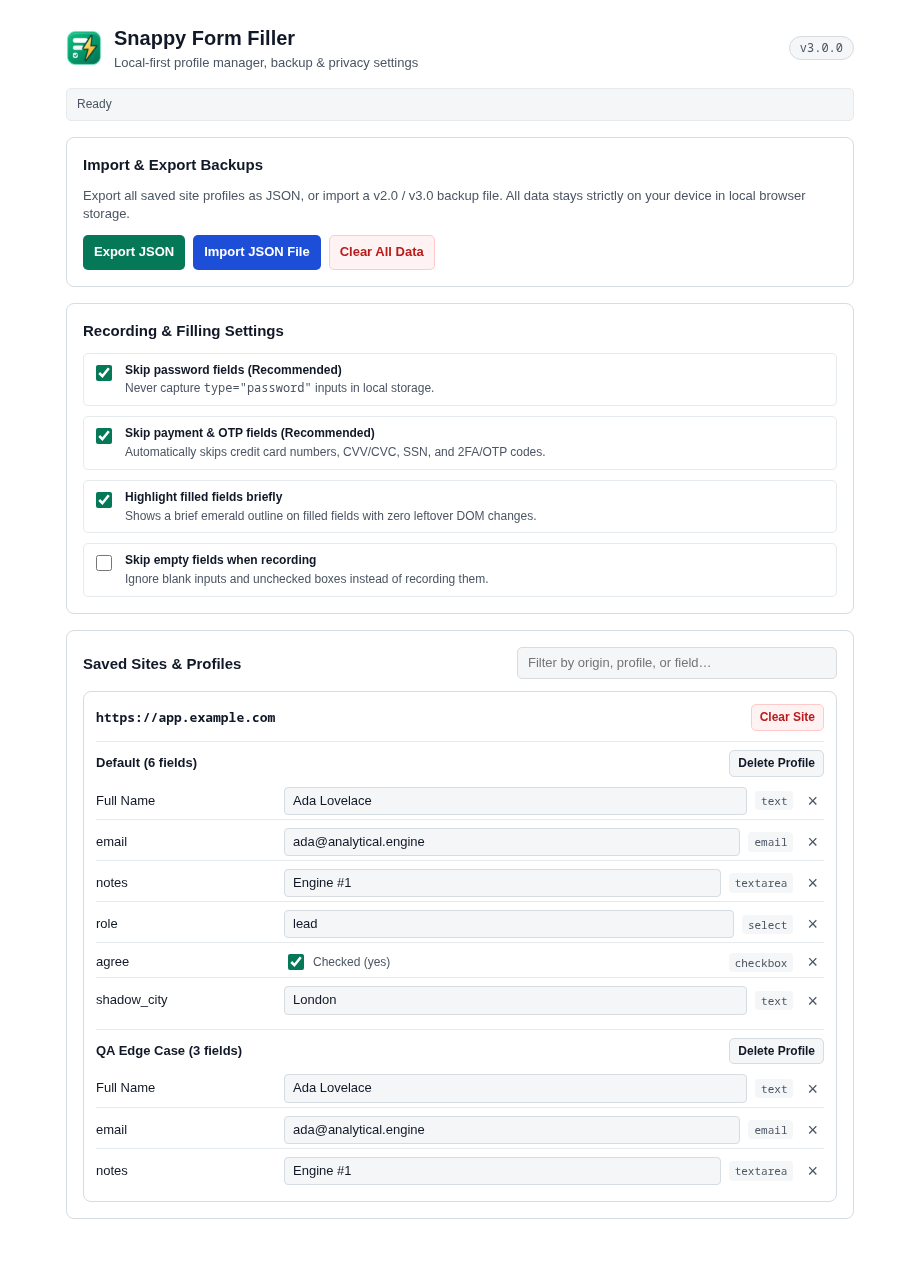 Snappy Form Filler
Local-first profile manager, backup & privacy settings
v3.0.0
Ready
Import & Export Backups
Export all saved site profiles as JSON, or import a v2.0 / v3.0 backup file. All data stays strictly on your device in local browser
storage.
Export JSON
Import JSON File
Clear All Data
Recording & Filling Settings
Skip password fields (Recommended)
Never capture type="password" inputs in local storage.
Skip payment & OTP fields (Recommended)
Automatically skips credit card numbers, CVV/CVC, SSN, and 2FA/OTP codes.
Highlight filled fields briefly
Shows a brief emerald outline on filled fields with zero leftover DOM changes.
Skip empty fields when recording
Ignore blank inputs and unchecked boxes instead of recording them.
Saved Sites & Profiles
Filter by origin, profile, or field…
https://app.example.com
Clear Site
Default (6 fields)
Delete Profile
Full Name Ada Lovelace text ×
email ada@analytical.engine email ×
notes Engine #1 textarea ×
role lead select ×
agree Checked (yes) checkbox ×
shadow_city London text ×
QA Edge Case (3 fields)
Delete Profile
Full Name Ada Lovelace text ×
email ada@analytical.engine email ×
notes Engine #1 textarea ×